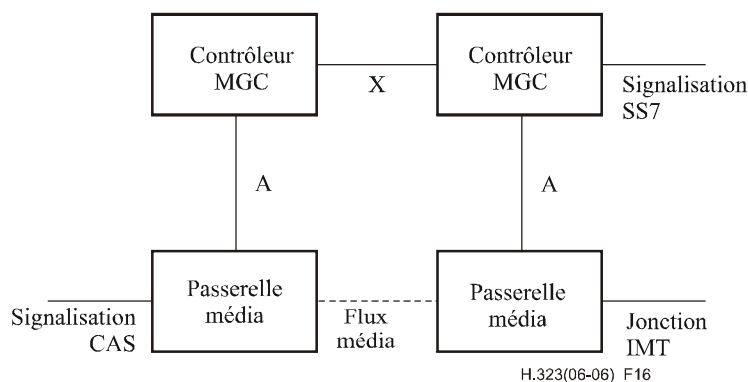 Contrôleur
MGC
X
Contrôleur
MGC
Signalisation
SS7
A
A
Signalisation
CAS
Passerelle
média
Flux
média
Passerelle
média
Jonction
IMT
H.323(06-06) F16